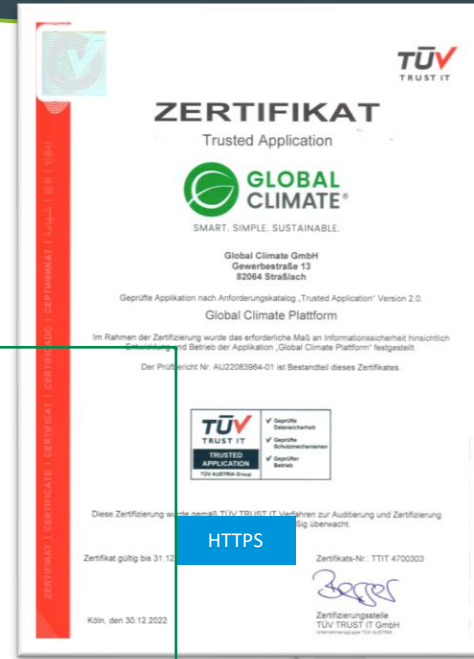 TÜV
TRUST IT
ZERTIFIKAT
Trusted Application
GLOBAL
CLIMATE®
SMART. SIMPLE. SUSTAINABLE.
Global Climate GmbH
Gewerbestraße 13
82064 Straßlach
Geprüfte Applikation nach Anforderungskatalog „Trusted Application“ Version 2.0.
Global Climate Plattform
Im Rahmen der Zertifizierung wurde das erforderliche Maß an Informationssicherheit hinsichtlich
Entwicklung und Betrieb der Applikation „Global Climate Plattform“ festgestellt.
Der Prüfbericht Nr. AU22083964-01 ist Bestandteil dieses Zertifikates.
TÜV
TRUST IT
TRUSTED
APPLICATION
TÜV AUSTRIA Group
Geprüfte
Datensicherheit
Geprüfte
Schutzmechanismen
Geprüfter
Betrieb
Diese Zertifizierung wurde gemäß TÜV TRUST IT Verfahren zur Auditierung und Zertifizierung
überwacht.
HTTPS
Zertifikat gültig bis 31.12
Zertifikats-Nr.: TTIT 4700303
Köln, den 30.12.2022
Zertifizierungsstelle
TÜV TRUST IT GmbH
Unternehmensgruppe TÜV AUSTRIA
ZERTIFIKAT | CERTIFICATE | CERTIFICAT | CERTIFICADO | СЕРТИФИКАТ